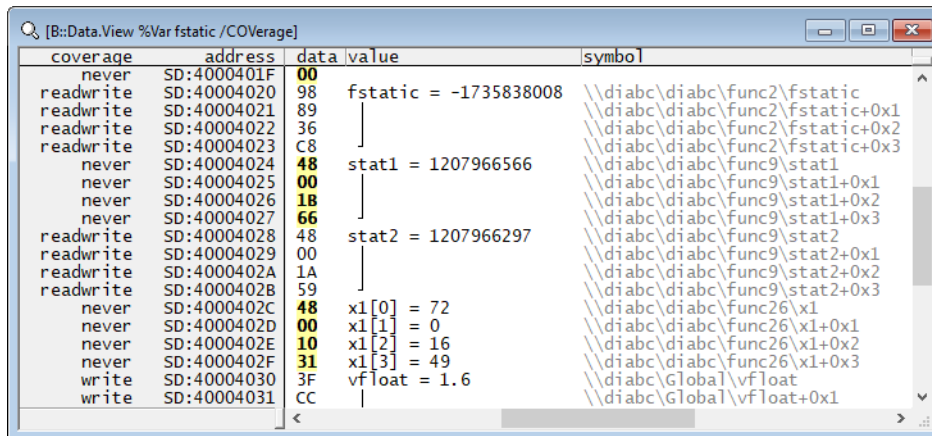 [B::Data.View %Var fstatic /COVerage]
coverage address data value symbol
never SD:4000401F 00
readwrite SD:40004020 98 fstatic = -1735838008 \\diabc\diabc\func2\fstatic
readwrite SD:40004021 89 \\diabc\diabc\func2\fstatic+0x1
readwrite SD:40004022 36 \\diabc\diabc\func2\fstatic+0x2
readwrite SD:40004023 C8 \\diabc\diabc\func2\fstatic+0x3
never SD:40004024 48 stat1 = 1207966566 \\diabc\diabc\func9\stat1
never SD:40004025 00 \\diabc\diabc\func9\stat1+0x1
never SD:40004026 1B \\diabc\diabc\func9\stat1+0x2
never SD:40004027 66 \\diabc\diabc\func9\stat1+0x3
readwrite SD:40004028 48 stat2 = 1207966297 \\diabc\diabc\func9\stat2
readwrite SD:40004029 00 \\diabc\diabc\func9\stat2+0x1
readwrite SD:4000402A 1A \\diabc\diabc\func9\stat2+0x2
readwrite SD:4000402B 59 \\diabc\diabc\func9\stat2+0x3
never SD:4000402C 48 x1[0] = 72 \\diabc\diabc\func26\x1
never SD:4000402D 00 x1[1] = 0 \\diabc\diabc\func26\x1+0x1
never SD:4000402E 10 x1[2] = 16 \\diabc\diabc\func26\x1+0x2
never SD:4000402F 31 x1[3] = 49 \\diabc\diabc\func26\x1+0x3
write SD:40004030 3F vfloat = 1.6 \\diabc\Global\vfloat
write SD:40004031 CC \\diabc\Global\vfloat+0x1